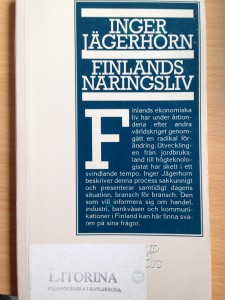 INGER
JÄGERHORN
FINLANDS
NÄRINGSLIV
Finlands ekonomiska
liv har under årtion-
dena efter andra
världskriget genom-
gått en radikal för-
ändring. Utveckling-
en från jordbruks-
land till högteknolo-
gistat har skett i ett
svindlande tempo. Inger Jägerhorn
beskriver denna process sakkunnigt
och presenterar samtidigt dagens
situation, bransch för bransch. Den
som vill informera sig om handel,
industri, bankväsen och kommuni-
kationer i Finland kan här finna sva-
ren på sina frågor.
LITORINA
FOLKHÖGSKOLA I KARLSKRONA